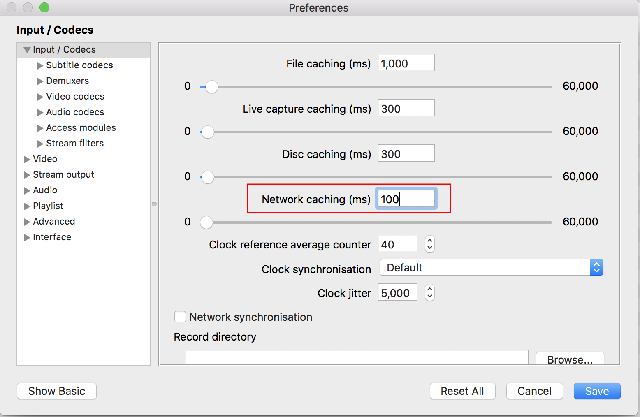 Preferences
Input / Codecs
Input / Codecs
Subtitle codecs
Demuxers
Video codecs
Audio codecs
Access modules
Stream filters
Video
Stream output
Audio
Playlist
Advanced
Interface
File caching (ms) 1,000
0 60,000
Live capture caching (ms) 300
0 60,000
Disc caching (ms) 300
0 60,000
Network caching (ms) 100
0 60,000
Clock reference average counter 40
Clock synchronisation Default
Clock jitter 5,000
Network synchronisation
Record directory
Browse...
Show Basic Reset All Cancel Save